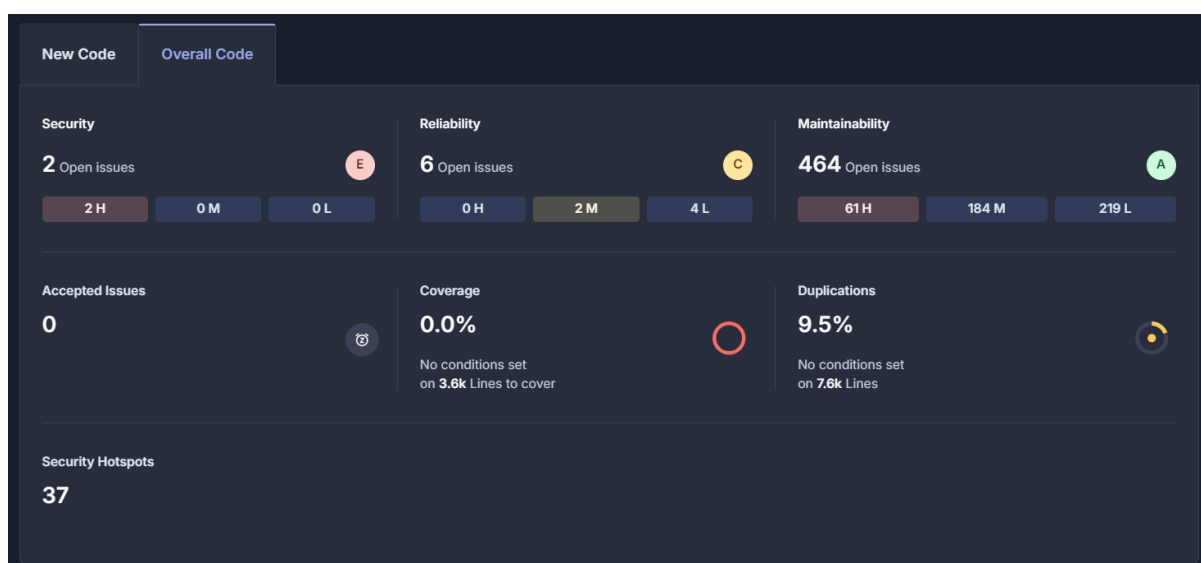 New Code
Overall Code
Security
Reliability
Maintainability
2 Open issues
E
6 Open issues
C
464 Open issues
A
2 H
0 M
0 L
0 H
2 M
4 L
61 H
184 M
219 L
Accepted Issues
Coverage
Duplications
0
0.0%
9.5%
No conditions set
on 3.6k Lines to cover
No conditions set
on 7.6k Lines
Security Hotspots
37